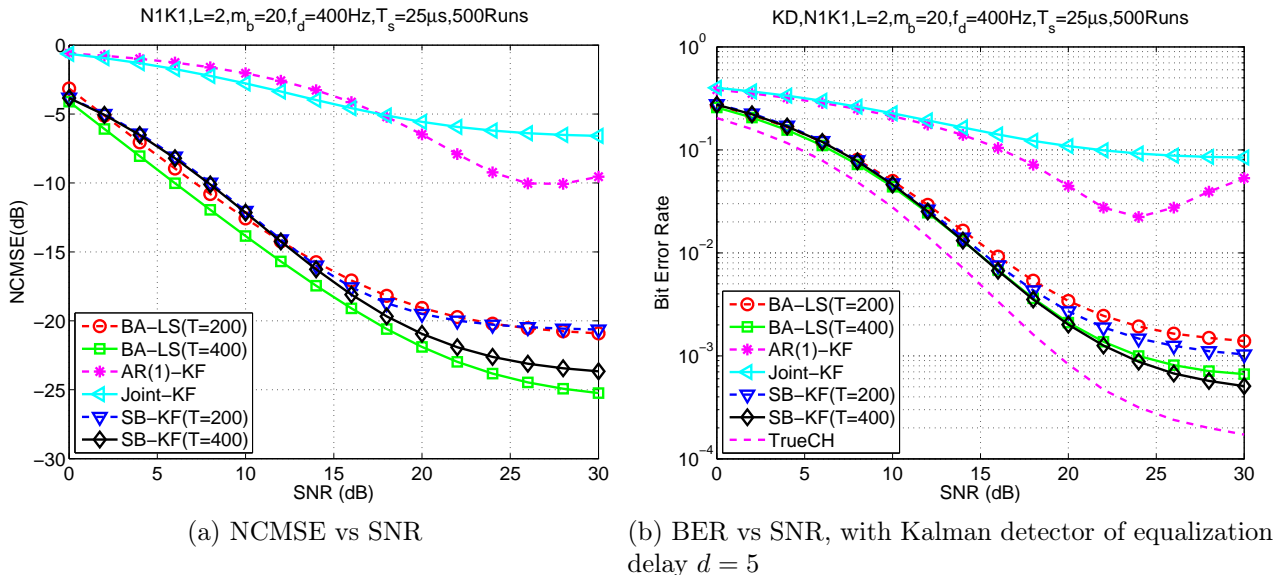 N1K1,L=2,m_b=20,f_d=400Hz,T_s=25μs,500Runs
0
−5
−10
−15
−20
−25
−30
NCMSE(dB)
BA−LS(T=200)
BA−LS(T=400)
AR(1)−KF
Joint−KF
SB−KF(T=200)
SB−KF(T=400)
0 5 10 15 20 25 30
SNR (dB)
(a) NCMSE vs SNR
KD,N1K1,L=2,m_b=20,f_d=400Hz,T_s=25μs,500Runs
10^0
10^−1
10^−2
10^−3
10^−4
Bit Error Rate
BA−LS(T=200)
BA−LS(T=400)
AR(1)−KF
Joint−KF
SB−KF(T=200)
SB−KF(T=400)
TrueCH
0 5 10 15 20 25 30
SNR (dB)
(b) BER vs SNR, with Kalman detector of equalization
delay d = 5